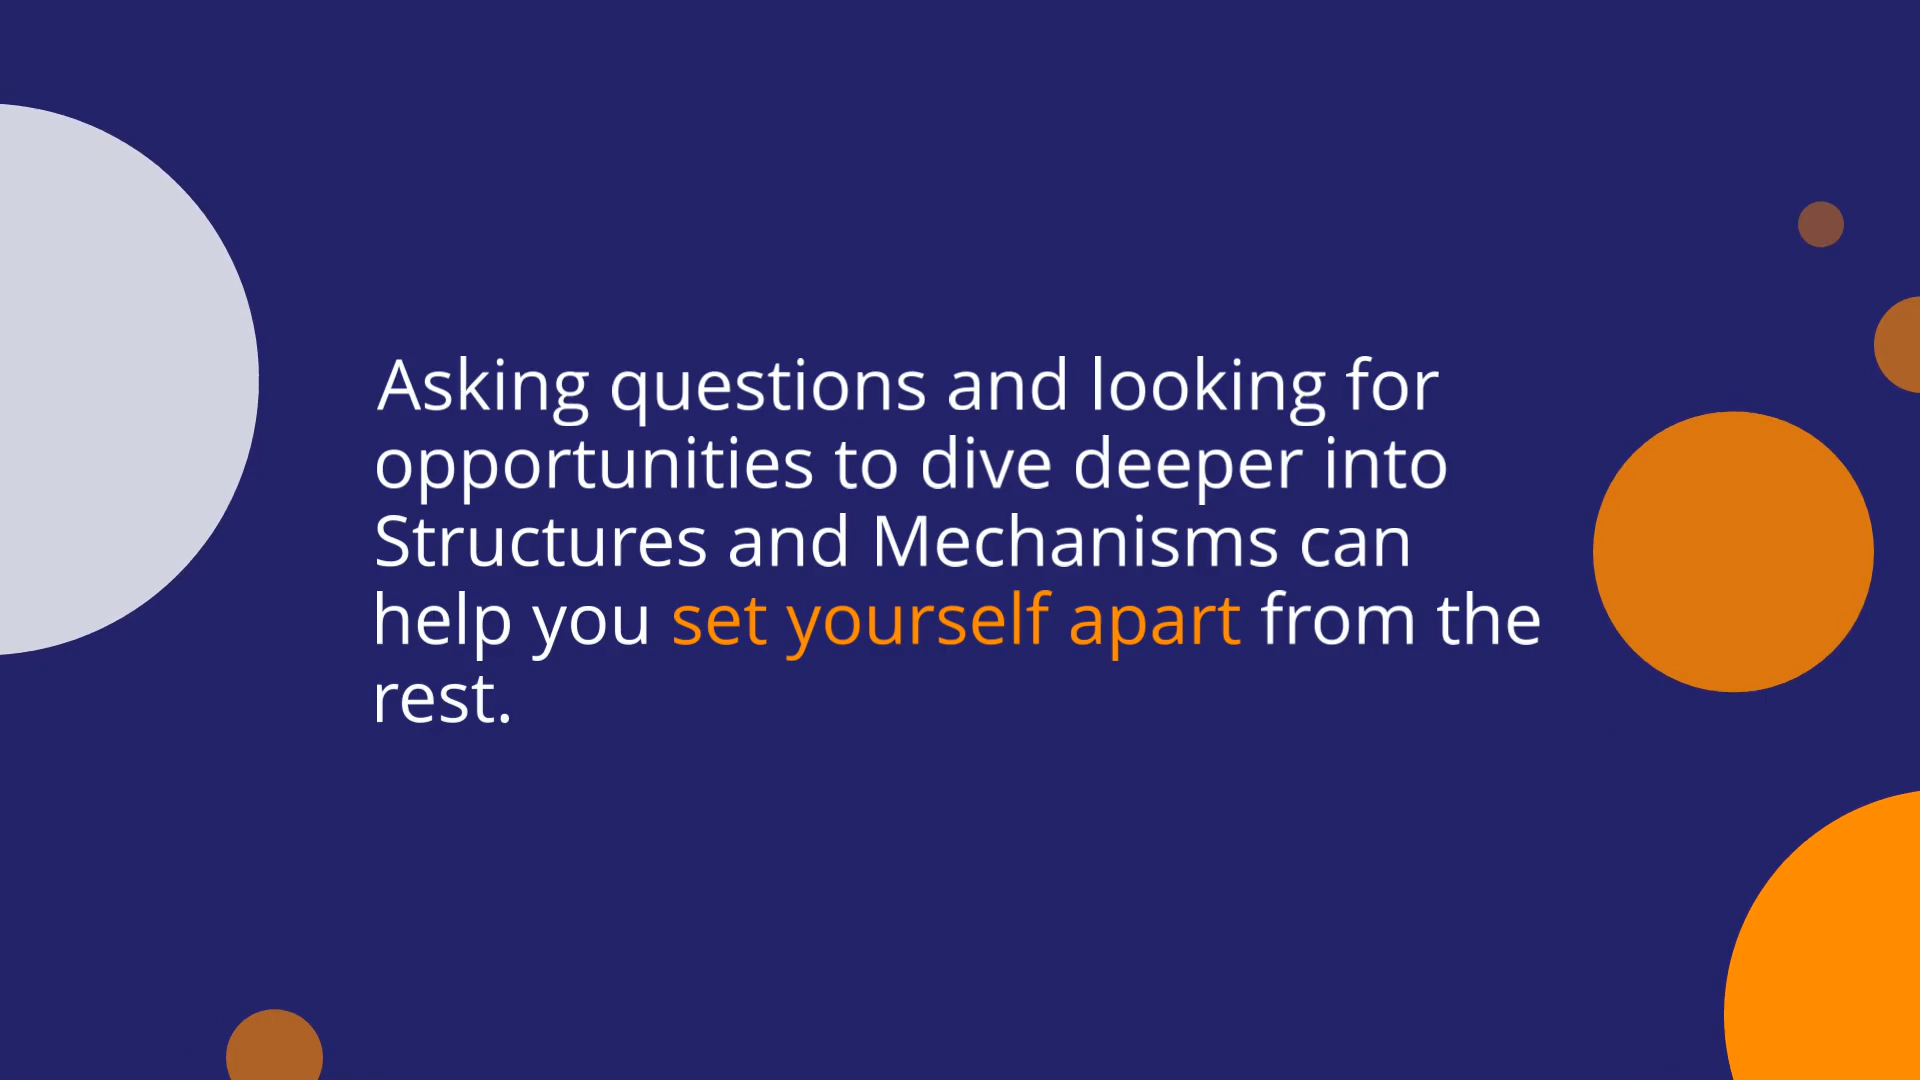 Asking questions and looking for
opportunities to dive deeper into
Structures and Mechanisms can
help you set yourself apart from the
rest.